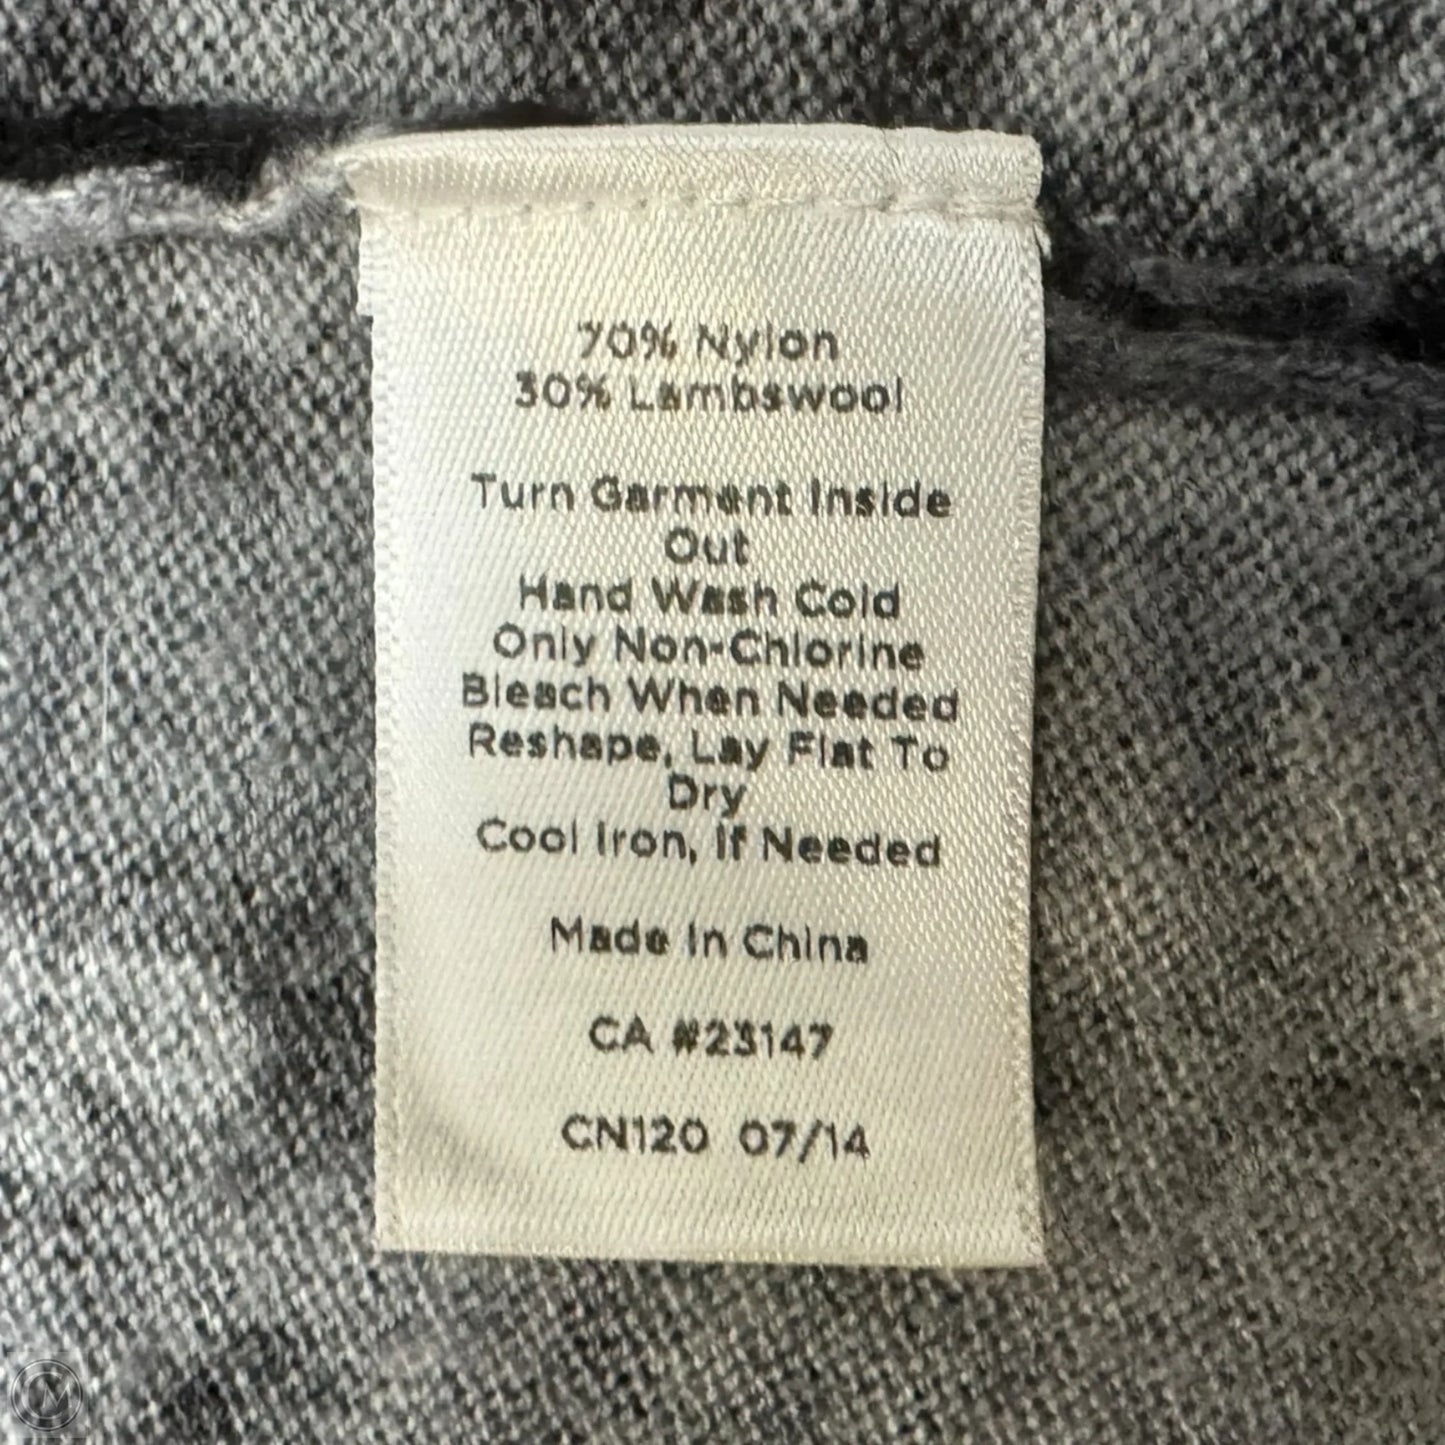 70% Nylon
30% Lambswool
Turn Garment Inside
Out
Hand Wash Cold
Only Non-Chlorine
Bleach When Needed
Reshape, Lay Flat To
Dry
Cool Iron, If Needed
Made In China
CA #23147
CN120 07/14
CM